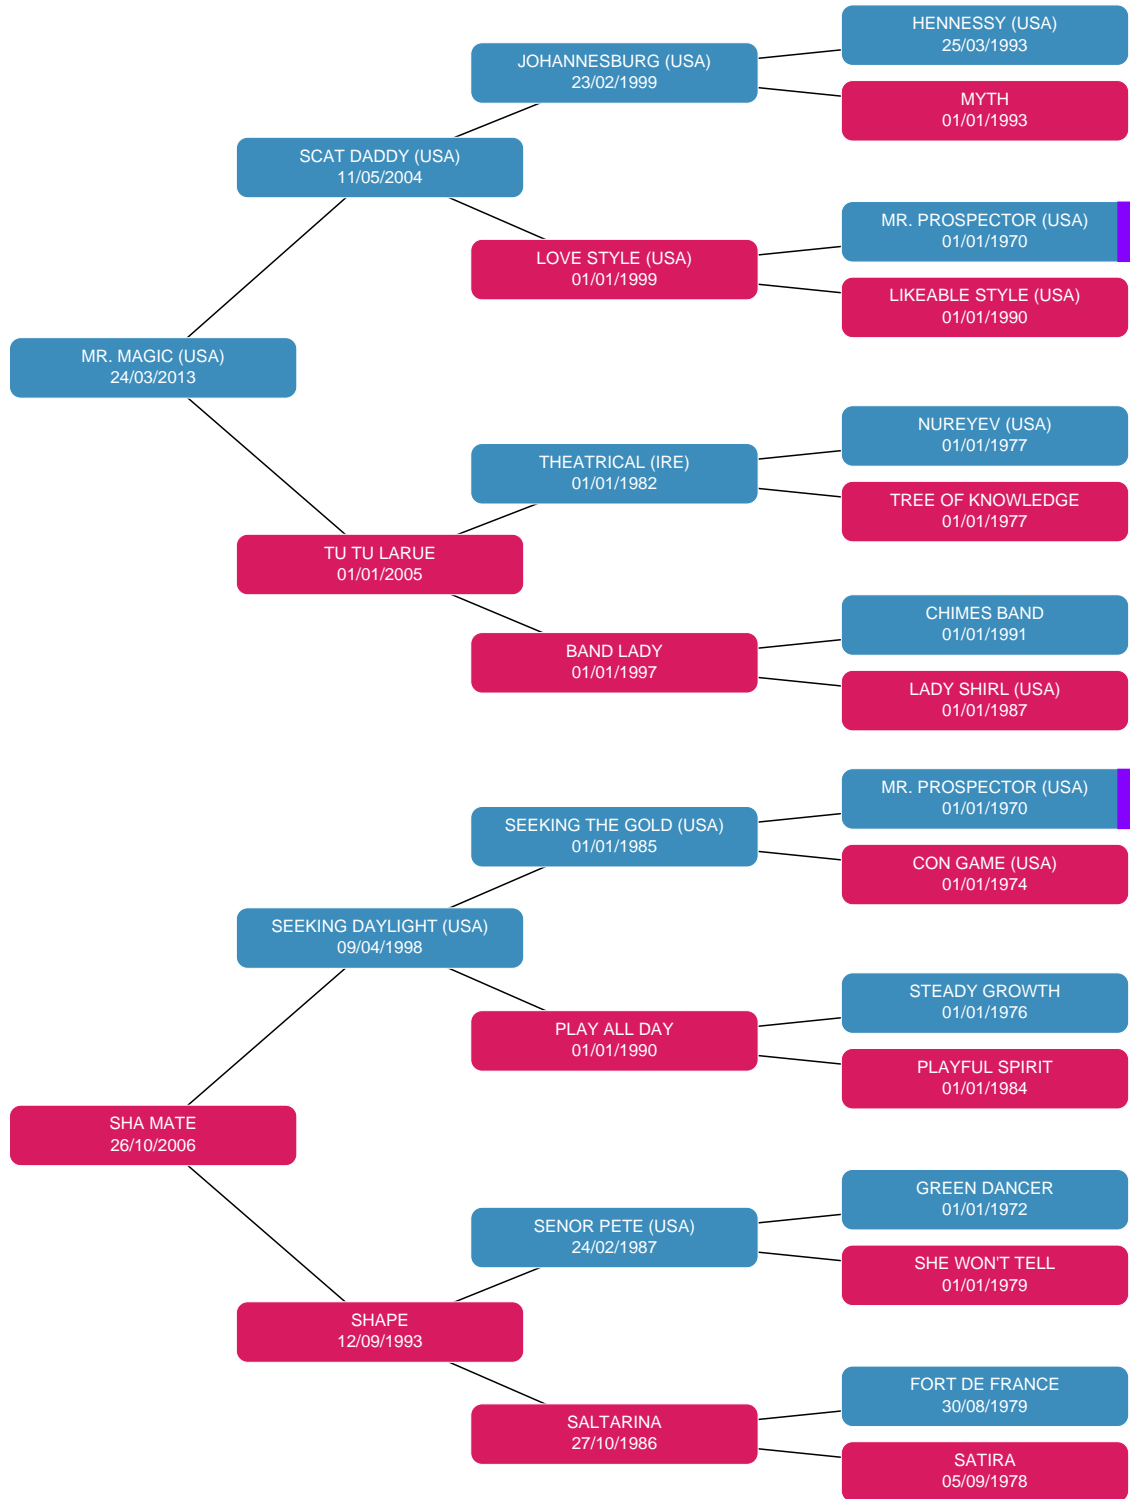 HENNESSY (USA)
25/03/1993
JOHANNESBURG (USA)
23/02/1999
MYTH
01/01/1993
SCAT DADDY (USA)
11/05/2004
MR. PROSPECTOR (USA)
01/01/1970
LOVE STYLE (USA)
01/01/1999
LIKEABLE STYLE (USA)
01/01/1990
MR. MAGIC (USA)
24/03/2013
NUREYEV (USA)
01/01/1977
THEATRICAL (IRE)
01/01/1982
TREE OF KNOWLEDGE
01/01/1977
TU TU LARUE
01/01/2005
CHIMES BAND
01/01/1991
BAND LADY
01/01/1997
LADY SHIRL (USA)
01/01/1987
MR. PROSPECTOR (USA)
01/01/1970
SEEKING THE GOLD (USA)
01/01/1985
CON GAME (USA)
01/01/1974
SEEKING DAYLIGHT (USA)
09/04/1998
STEADY GROWTH
01/01/1976
PLAY ALL DAY
01/01/1990
PLAYFUL SPIRIT
01/01/1984
SHA MATE
26/10/2006
GREEN DANCER
01/01/1972
SENOR PETE (USA)
24/02/1987
SHE WON'T TELL
01/01/1979
SHAPE
12/09/1993
FORT DE FRANCE
30/08/1979
SALTARINA
27/10/1986
SATIRA
05/09/1978